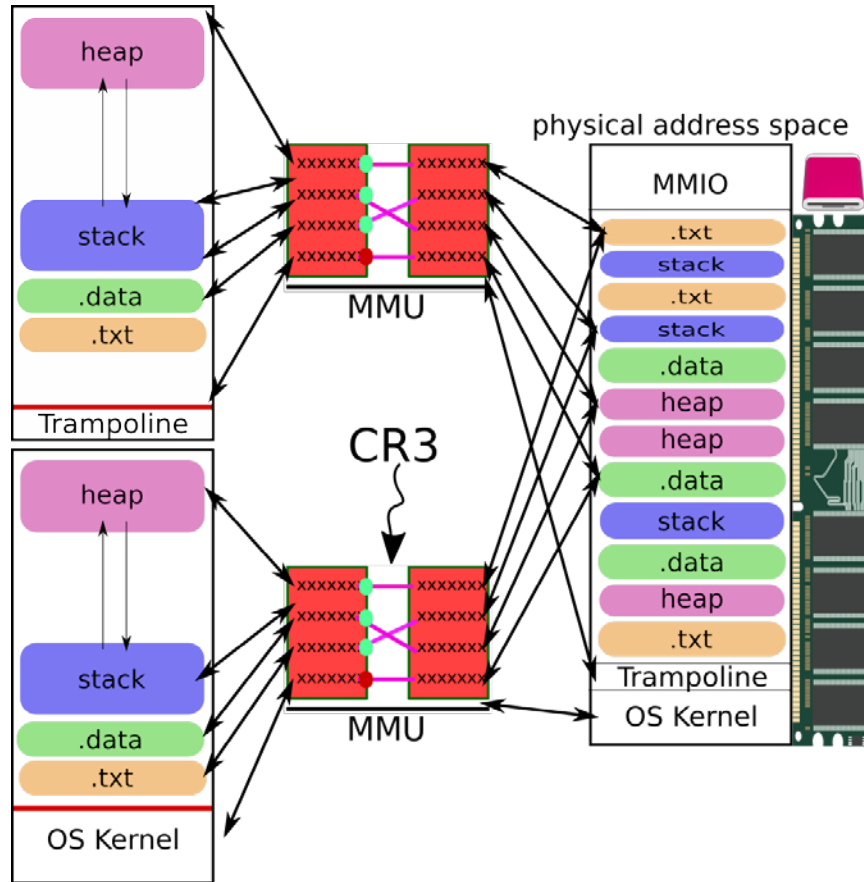 heap
stack
.data
.txt
Trampoline
heap
stack
.data
.txt
OS Kernel
xxxxxxx xxxxxxx
xxxxxxx xxxxxxx
xxxxxxx xxxxxxx
xxxxxxx xxxxxxx
MMU
CR3
xxxxxxx xxxxxxx
xxxxxxx xxxxxxx
xxxxxxx xxxxxxx
xxxxxxx xxxxxxx
MMU
physical address space
MMIO
.txt
stack
.txt
stack
.data
heap
heap
.data
stack
.data
heap
.txt
Trampoline
OS Kernel